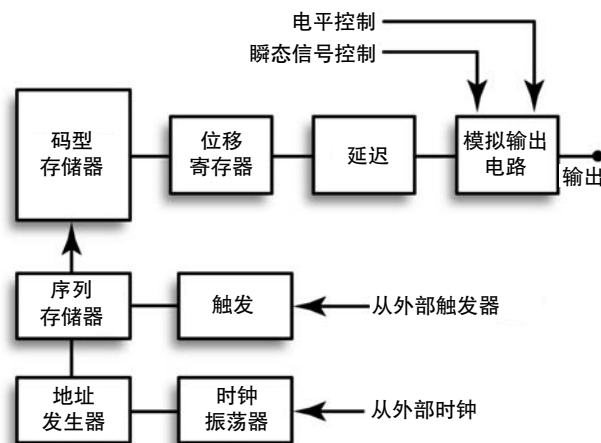 电平控制
瞬态信号控制
码型
存储器
位移
寄存器
延迟
模拟输出
电路
输出
序列
存储器
触发
从外部触发器
地址
发生器
时钟
振荡器
从外部时钟